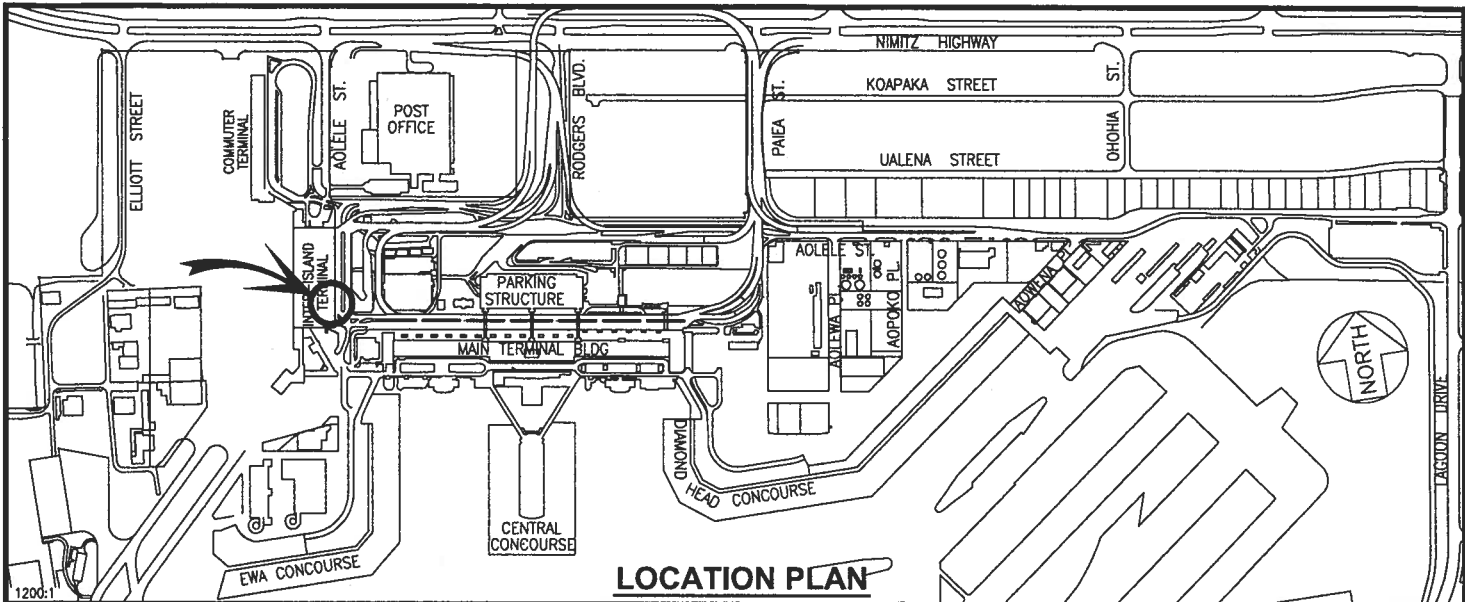 NIMITZ HIGHWAY
KOAPAKA STREET
UALENA STREET
ELLIOTT STREET
COMMUTER
TERMINAL
AOLELE ST.
POST
OFFICE
RODGERS BLVD.
PAIEA ST.
OHOHIA ST.
INTER-ISLAND
TERMINAL
PARKING
STRUCTURE
MAIN TERMINAL BLDG
AOLELE ST.
AOLEWA PL.
AOPOKO PL.
AOWENA PL.
NORTH
LAGOON DRIVE
DIAMOND
HEAD CONCOURSE
CENTRAL
CONCOURSE
EWA CONCOURSE
LOCATION PLAN
1200:1